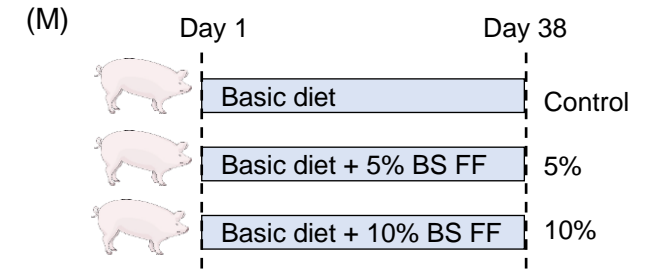 (M)
Day 1 Day 38
Basic diet Control
Basic diet + 5% BS FF 5%
Basic diet + 10% BS FF 10%